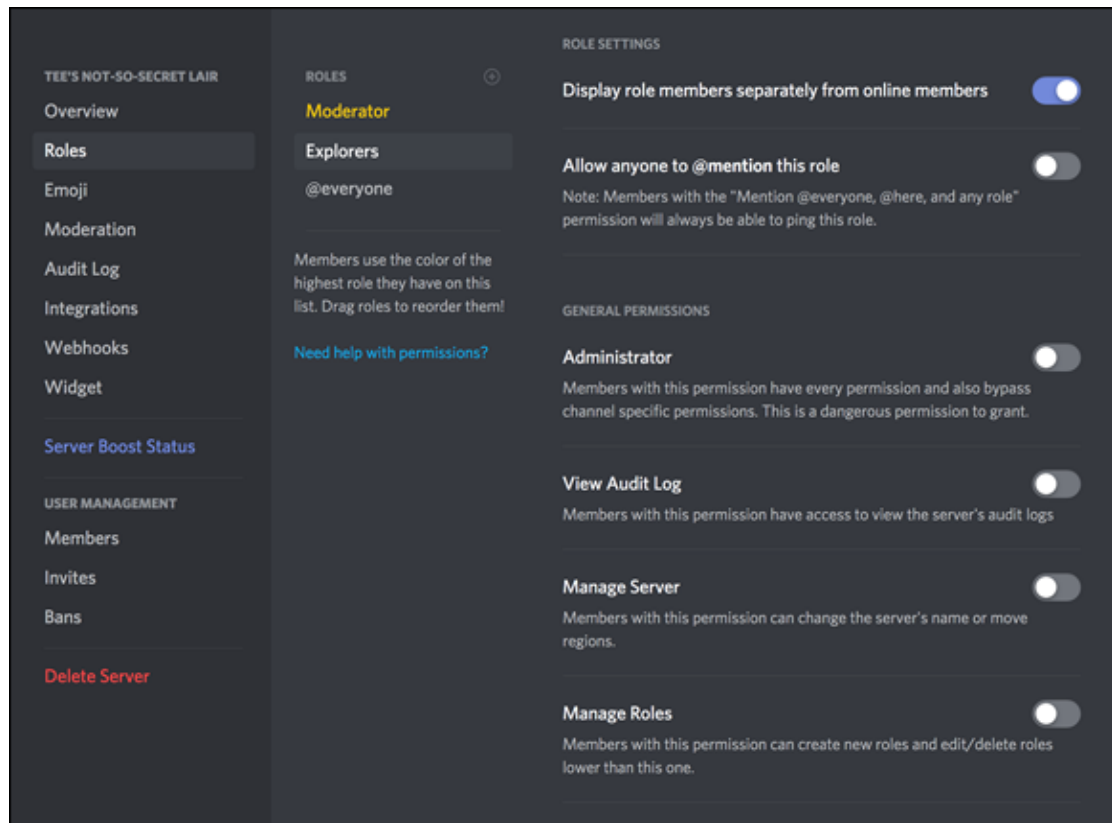 TEE'S NOT-SO-SECRET LAIR
Overview
Roles
Emoji
Moderation
Audit Log
Integrations
Webhooks
Widget
Server Boost Status
USER MANAGEMENT
Members
Invites
Bans
Delete Server
ROLES
Moderator
Explorers
@everyone
Members use the color of the
highest role they have on this
list. Drag roles to reorder them!
Need help with permissions?
ROLE SETTINGS
Display role members separately from online members
Allow anyone to @mention this role
Note: Members with the "Mention @everyone, @here, and any role"
permission will always be able to ping this role.
GENERAL PERMISSIONS
Administrator
Members with this permission have every permission and also bypass
channel specific permissions. This is a dangerous permission to grant.
View Audit Log
Members with this permission have access to view the server's audit logs
Manage Server
Members with this permission can change the server's name or move
regions.
Manage Roles
Members with this permission can create new roles and edit/delete roles
lower than this one.